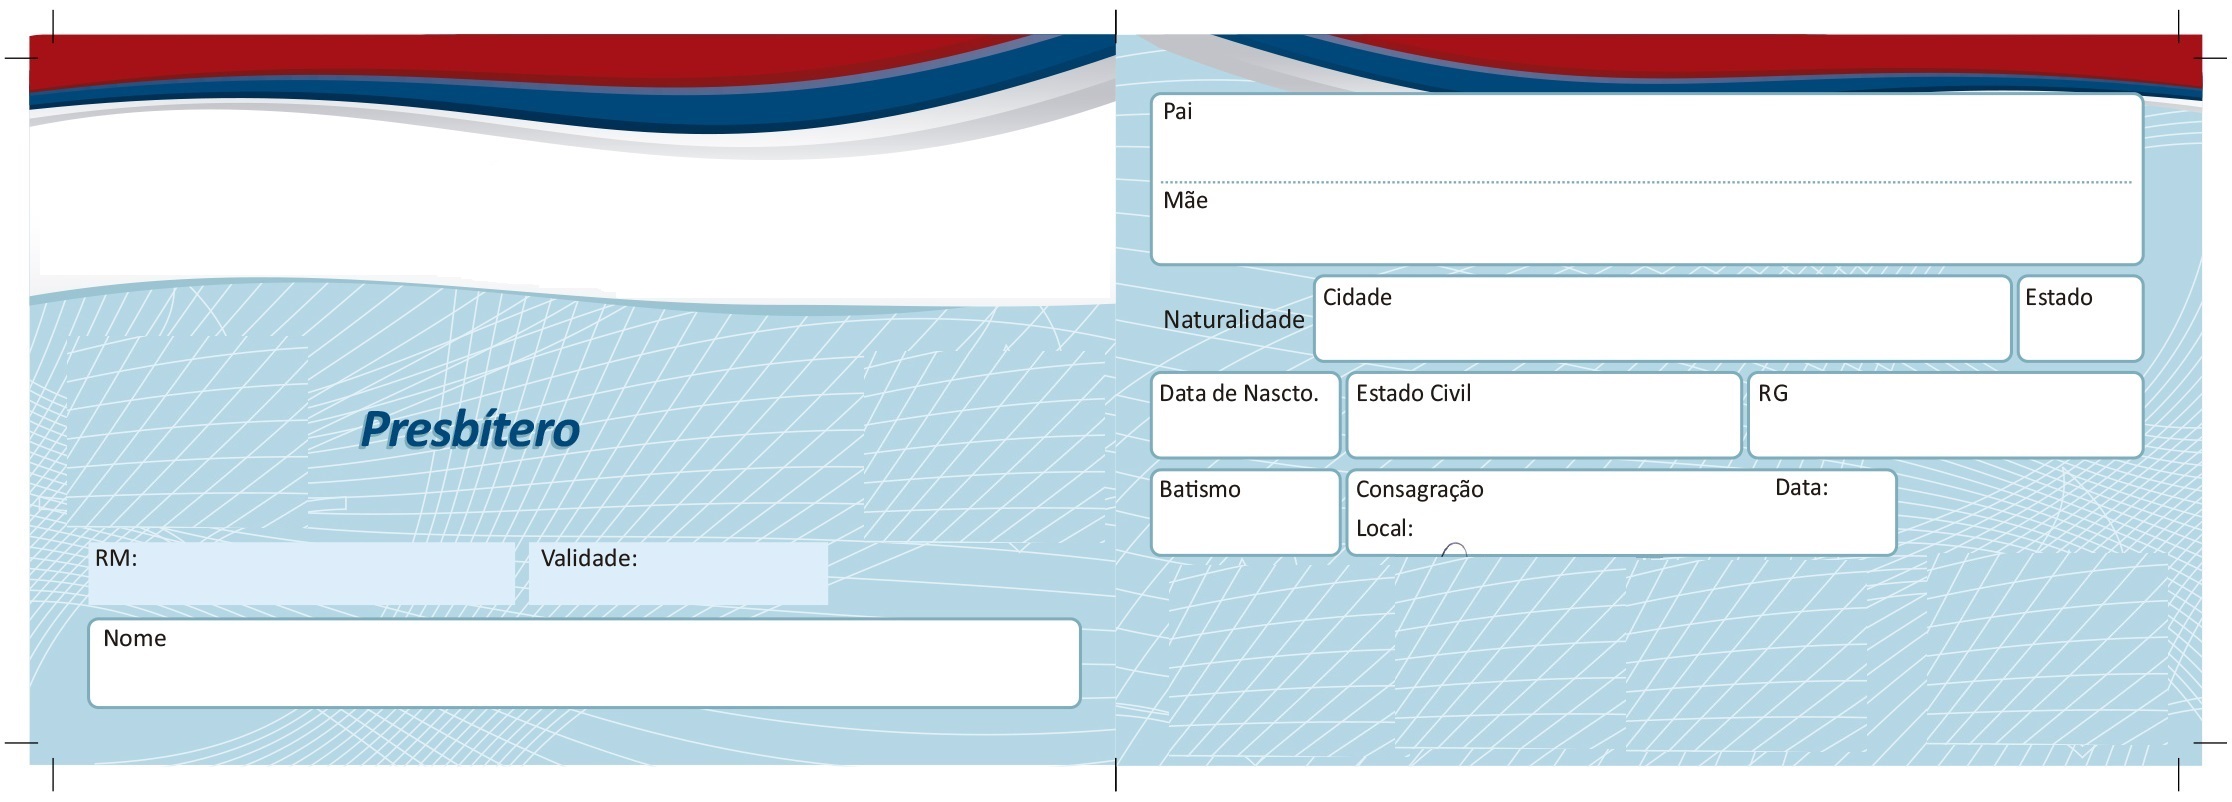 Presbítero
RM:
Validade:
Nome
Pai
Mãe
Naturalidade
Cidade
Estado
Data de Nascto.
Estado Civil
RG
Batismo
Consagração
Data:
Local: